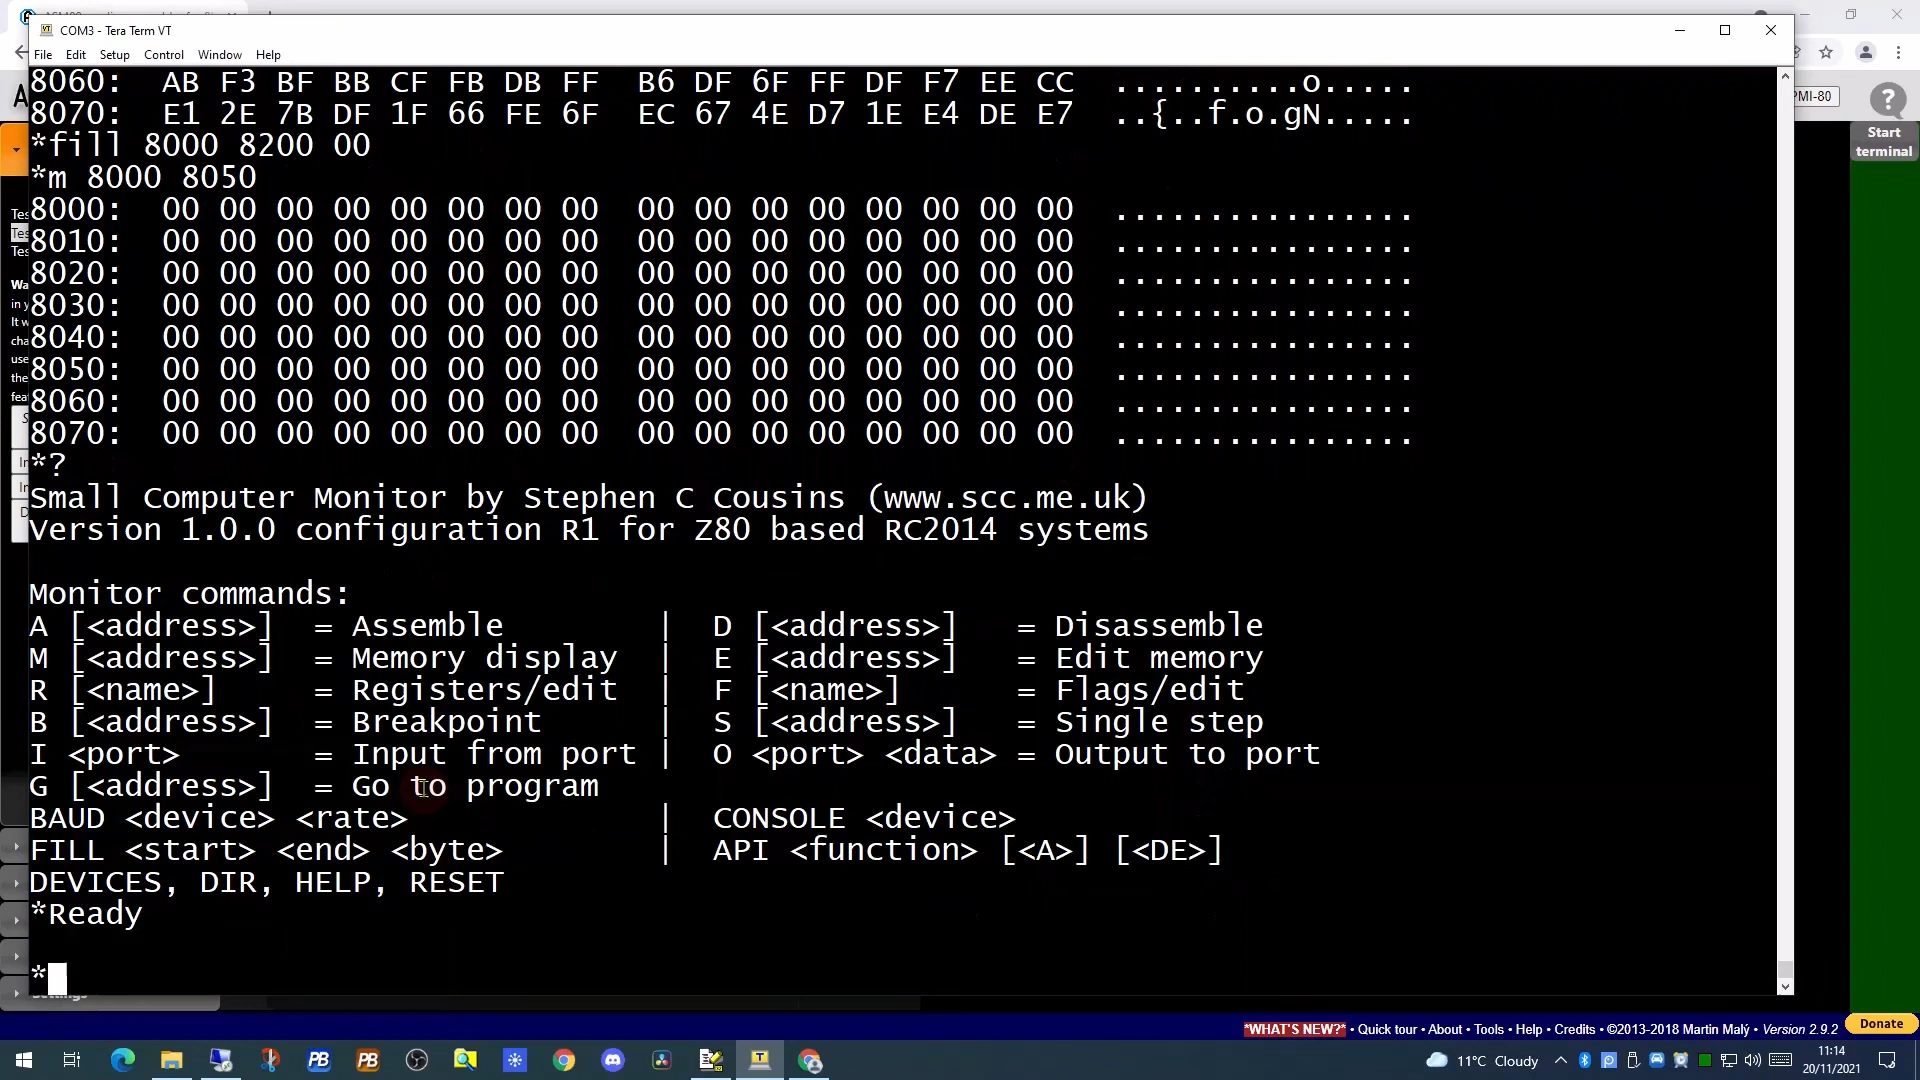 COM3 - Tera Term VT
File Edit Setup Control Window Help
8060: AB F3 BF BB CF FB DB FF B6 DF 6F FF DF F7 EE CC ..........o.....
8070: E1 2E 7B DF 1F 66 FE 6F EC 67 4E D7 1E E4 DE E7 ..{..f.o.gN.....
*fill 8000 8200 00
*m 8000 8050
8000: 00 00 00 00 00 00 00 00 00 00 00 00 00 00 00 00 ................
8010: 00 00 00 00 00 00 00 00 00 00 00 00 00 00 00 00 ................
8020: 00 00 00 00 00 00 00 00 00 00 00 00 00 00 00 00 ................
8030: 00 00 00 00 00 00 00 00 00 00 00 00 00 00 00 00 ................
8040: 00 00 00 00 00 00 00 00 00 00 00 00 00 00 00 00 ................
8050: 00 00 00 00 00 00 00 00 00 00 00 00 00 00 00 00 ................
8060: 00 00 00 00 00 00 00 00 00 00 00 00 00 00 00 00 ................
8070: 00 00 00 00 00 00 00 00 00 00 00 00 00 00 00 00 ................
*?
Small Computer Monitor by Stephen C Cousins (www.scc.me.uk)
Version 1.0.0 configuration R1 for Z80 based RC2014 systems
Monitor commands:
A [<address>] = Assemble | D [<address>] = Disassemble
M [<address>] = Memory display | E [<address>] = Edit memory
R [<name>] = Registers/edit | F [<name>] = Flags/edit
B [<address>] = Breakpoint | S [<address>] = Single step
I <port> = Input from port | O <port> <data> = Output to port
G [<address>] = Go to program
BAUD <device> <rate> | CONSOLE <device>
FILL <start> <end> <byte> | API <function> [<A>] [<DE>]
DEVICES, DIR, HELP, RESET
*Ready
*
PMI-80
?
Start
terminal
*WHAT'S NEW?* • Quick tour • About • Tools • Help • Credits • ©2013-2018 Martin Malý • Version 2.9.2
Donate
11°C Cloudy
11:14
20/11/2021